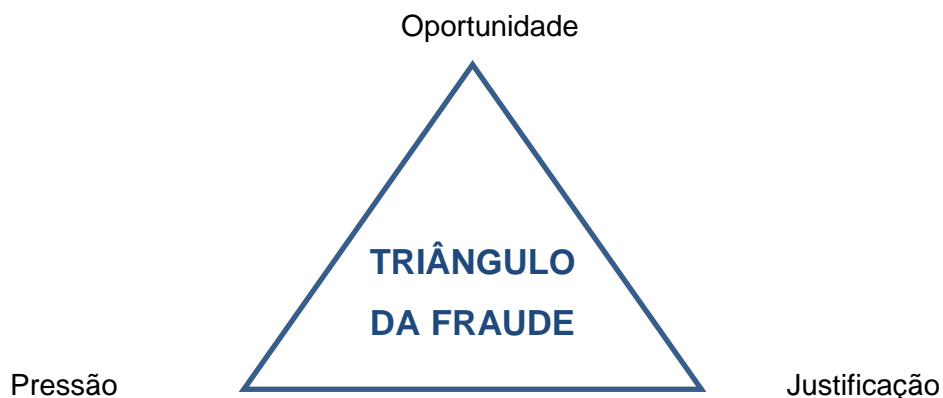 Oportunidade
TRIÂNGULO
DA FRAUDE
Pressão
Justificação